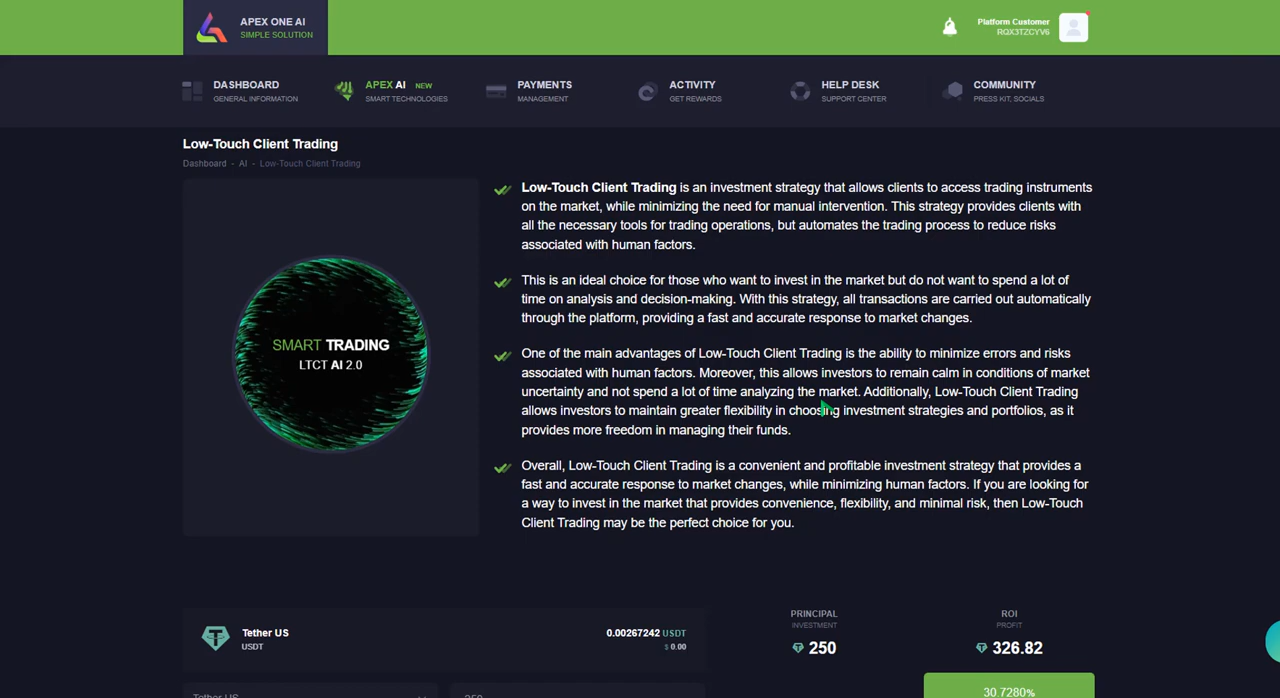 APEX ONE AI
SIMPLE SOLUTION
Platform Customer
RQX3TZCYV6
DASHBOARD
GENERAL INFORMATION
APEX AI NEW
SMART TECHNOLOGIES
PAYMENTS
MANAGEMENT
ACTIVITY
GET REWARDS
HELP DESK
SUPPORT CENTER
COMMUNITY
PRESS KIT, SOCIALS
Low-Touch Client Trading
Dashboard - AI - Low-Touch Client Trading
SMART TRADING
LTCT AI 2.0
Low-Touch Client Trading is an investment strategy that allows clients to access trading instruments
on the market, while minimizing the need for manual intervention. This strategy provides clients with
all the necessary tools for trading operations, but automates the trading process to reduce risks
associated with human factors.
This is an ideal choice for those who want to invest in the market but do not want to spend a lot of
time on analysis and decision-making. With this strategy, all transactions are carried out automatically
through the platform, providing a fast and accurate response to market changes.
One of the main advantages of Low-Touch Client Trading is the ability to minimize errors and risks
associated with human factors. Moreover, this allows investors to remain calm in conditions of market
uncertainty and not spend a lot of time analyzing the market. Additionally, Low-Touch Client Trading
allows investors to maintain greater flexibility in choosing investment strategies and portfolios, as it
provides more freedom in managing their funds.
Overall, Low-Touch Client Trading is a convenient and profitable investment strategy that provides a
fast and accurate response to market changes, while minimizing human factors. If you are looking for
a way to invest in the market that provides convenience, flexibility, and minimal risk, then Low-Touch
Client Trading may be the perfect choice for you.
Tether US
USDT
0.00267242 USDT
$ 0.00
PRINCIPAL
INVESTMENT
250
ROI
PROFIT
326.82
Tether US
250
30.7280%